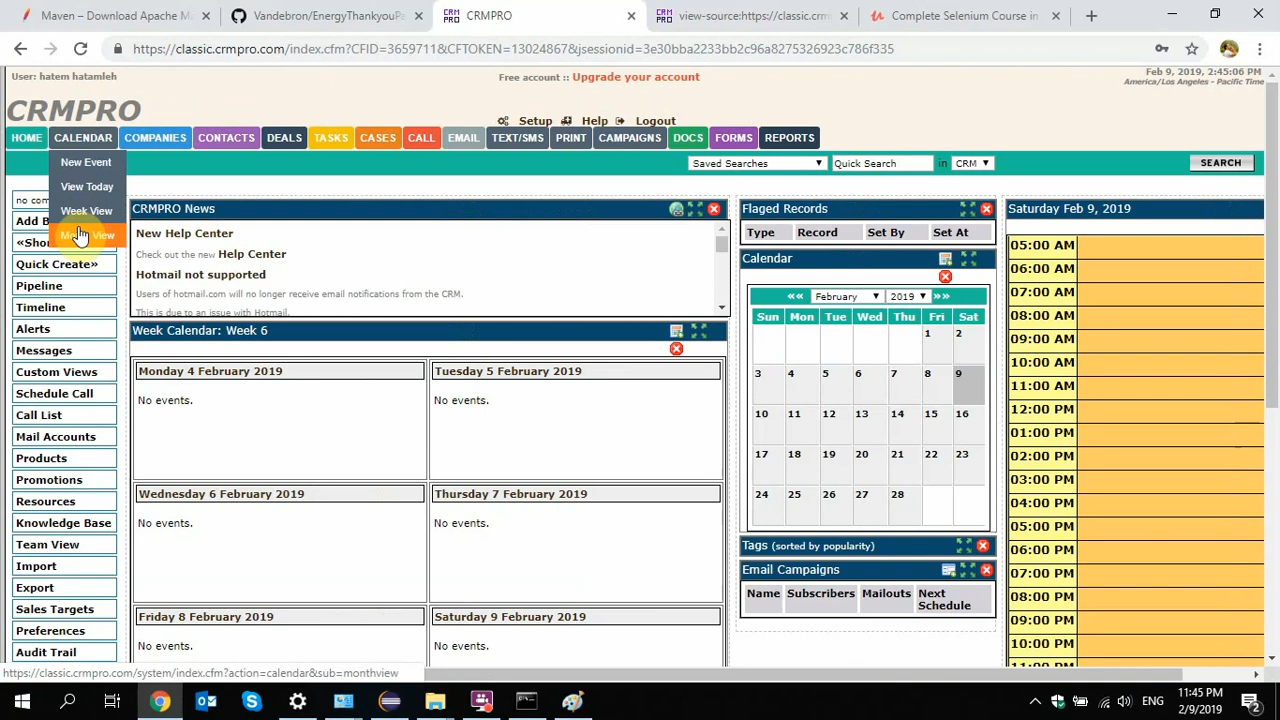 Maven – Download Apache M
Vandebron/EnergyThankyouP
CRMPRO
view-source:https://classic.crmp
Complete Selenium Course in
https://classic.crmpro.com/index.cfm?CFID=3659711&CFTOKEN=13024867&jsessionid=3e30bba2233bb2c96a8296923c786f335
User: hatem hatamleh
Free account :: Upgrade your account
Feb 9, 2019, 2:45:06 PM
America/Los Angeles - Pacific Time
CRMPRO
Setup Help Logout
HOME CALENDAR COMPANIES CONTACTS DEALS TASKS CASES CALL EMAIL TEXT/SMS PRINT CAMPAIGNS DOCS FORMS REPORTS
New Event
View Today
Week View
View
Saved Searches Quick Search in CRM SEARCH
no com
Add B
«Sho
Quick Create»
Pipeline
Timeline
Alerts
Messages
Custom Views
Schedule Call
Call List
Mail Accounts
Products
Promotions
Resources
Knowledge Base
Team View
Import
Export
Sales Targets
Preferences
Audit Trail
CRMPRO News
New Help Center
Check out the new Help Center
Hotmail not supported
Users of hotmail.com will no longer receive email notifications from the CRM.
This is due to an issue with Hotmail.
Week Calendar: Week 6
Monday 4 February 2019
No events.
Tuesday 5 February 2019
No events.
Wednesday 6 February 2019
No events.
Thursday 7 February 2019
No events.
Friday 8 February 2019
No events.
Saturday 9 February 2019
No events.
Flaged Records
Type Record Set By Set At
Calendar
«« February 2019 »»
Sun Mon Tue Wed Thu Fri Sat
1 2
3 4 5 6 7 8 9
10 11 12 13 14 15 16
17 18 19 20 21 22 23
24 25 26 27 28
Tags (sorted by popularity)
Email Campaigns
Name Subscribers Mailouts Next Schedule
Saturday Feb 9, 2019
05:00 AM
06:00 AM
07:00 AM
08:00 AM
09:00 AM
10:00 AM
11:00 AM
12:00 PM
01:00 PM
02:00 PM
03:00 PM
04:00 PM
05:00 PM
06:00 PM
07:00 PM
08:00 PM
09:00 PM
10:00 PM
https://classic.crmpro.com/system/index.cfm?action=calendar&sub=monthview
ENG
11:45 PM
2/9/2019
2